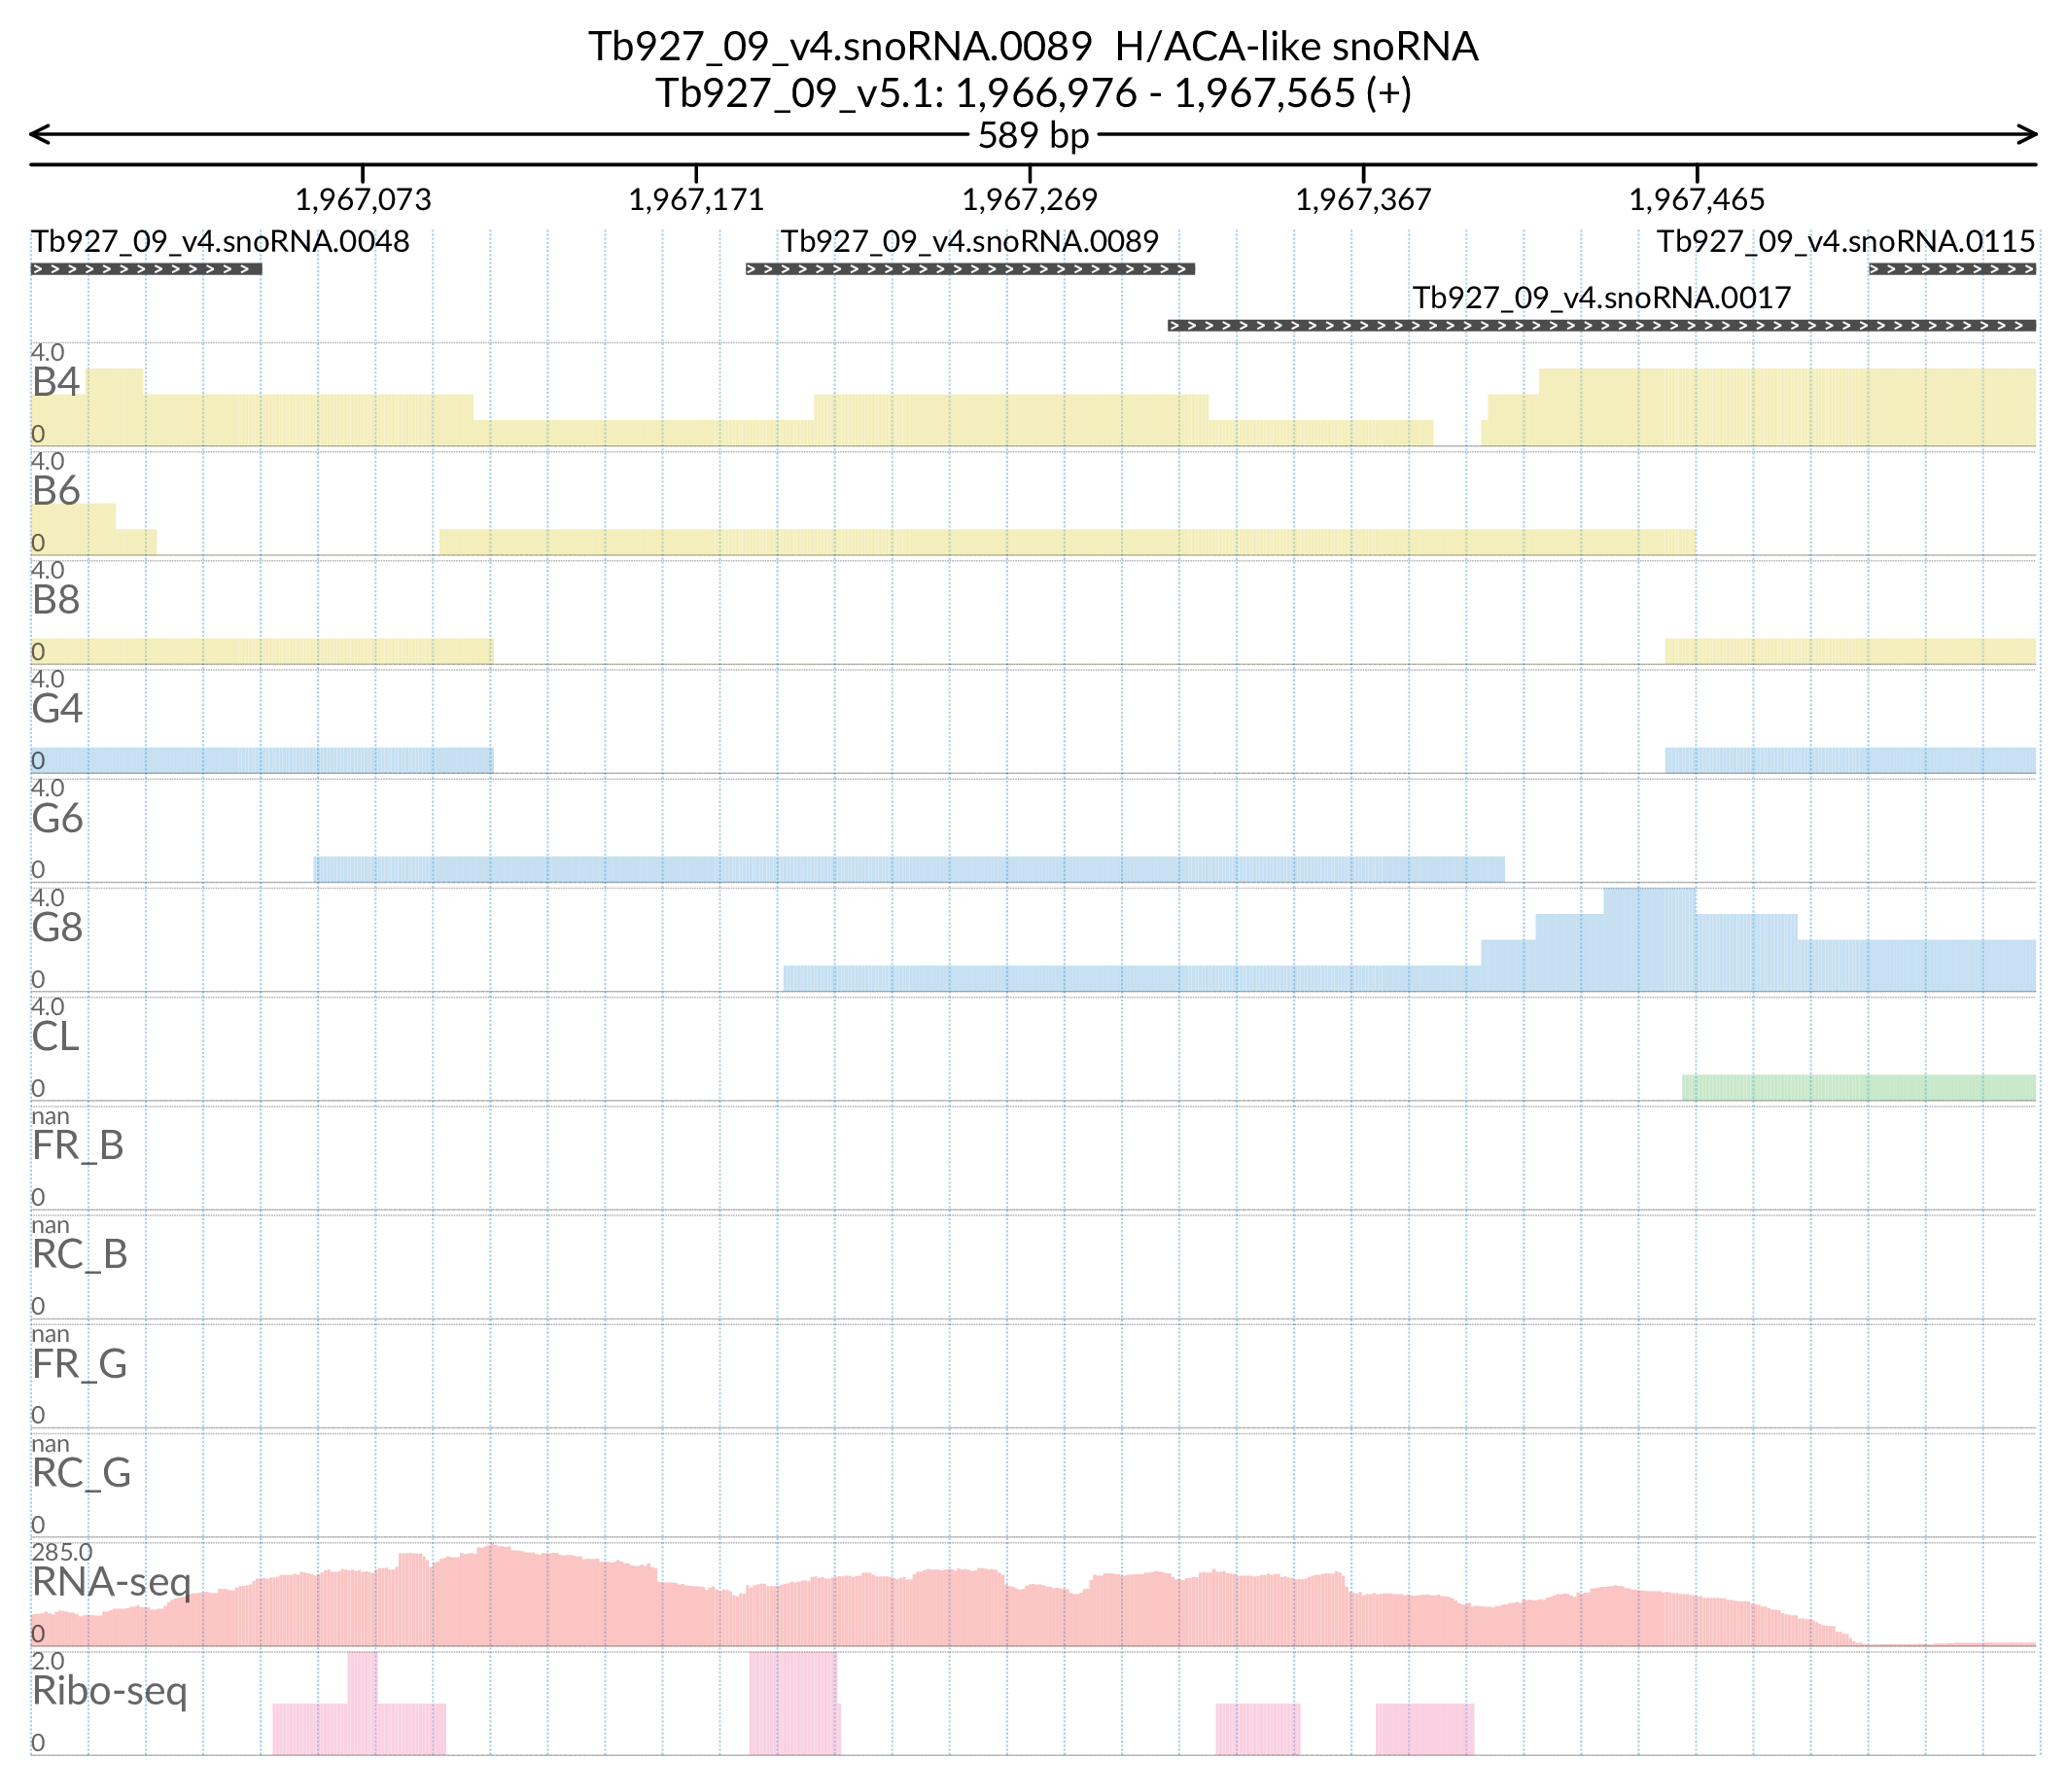 Tb927_09_v4.snoRNA.0089 H/ACA-like snoRNA
Tb927_09_v5.1: 1,966,976 - 1,967,565 (+)
589 bp
1,967,073 1,967,171 1,967,269 1,967,367 1,967,465
Tb927_09_v4.snoRNA.0048 Tb927_09_v4.snoRNA.0089 Tb927_09_v4.snoRNA.0115
Tb927_09_v4.snoRNA.0017
4.0
B4
0
4.0
B6
0
4.0
B8
0
4.0
G4
0
4.0
G6
0
4.0
G8
0
4.0
CL
0
nan
FR_B
0
nan
RC_B
0
nan
FR_G
0
nan
RC_G
0
285.0
RNA-seq
0
2.0
Ribo-seq
0